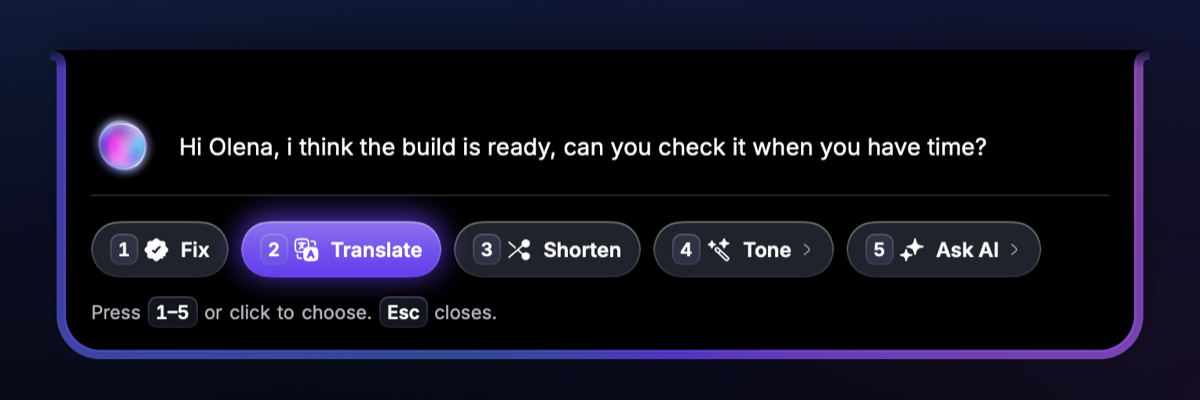 Hi Olena, i think the build is ready, can you check it when you have time?
1 Fix 2 Translate 3 Shorten 4 Tone 5 Ask AI
Press 1–5 or click to choose. Esc closes.